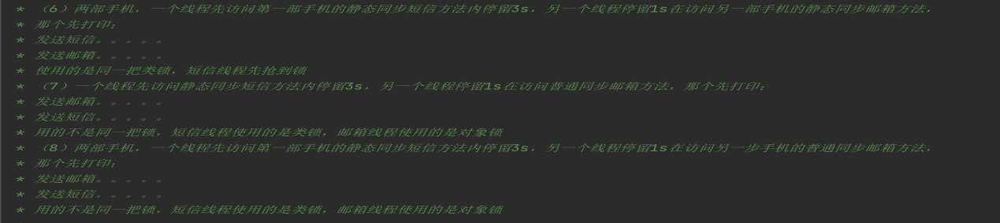 * （6）两部手机，一个线程先访问第一部手机的静态同步短信方法内停留3s，另一个线程停留1s在访问另一部手机的静态同步邮箱方法，
* 那个先打印；
* 发送短信。。。。。
* 发送邮箱。。。。。
* 使用的是同一把类锁，短信线程先抢到锁
* （7）一个线程先访问静态同步短信方法内停留3s，另一个线程停留1s在访问普通同步邮箱方法，那个先打印；
* 发送邮箱。。。。。
* 发送短信。。。。。
* 用的不是同一把锁，短信线程使用的是类锁，邮箱线程使用的是对象锁
* （8）两部手机，一个线程先访问第一部手机的静态同步短信方法内停留3s，另一个线程停留1s在访问另一步手机的普通同步邮箱方法，
* 那个先打印；
* 发送邮箱。。。。。
* 发送短信。。。。。
* 用的不是同一把锁，短信线程使用的是类锁，邮箱线程使用的是对象锁